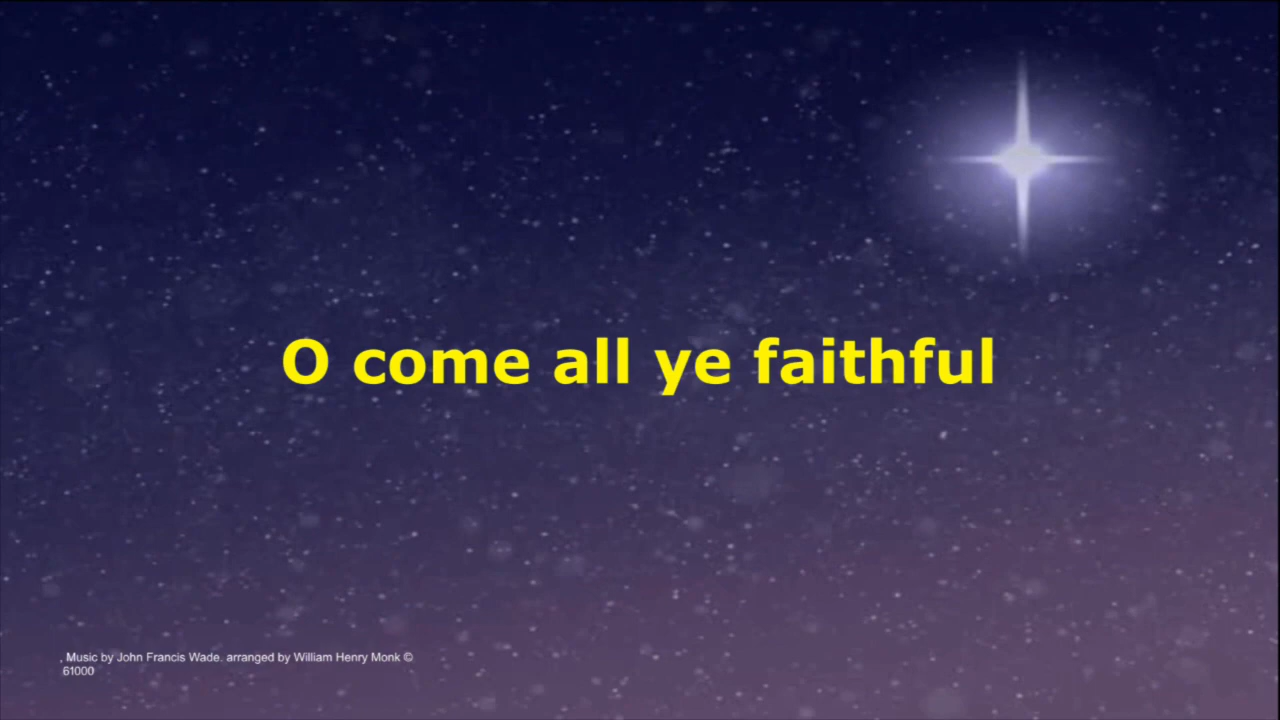 O come all ye faithful
, Music by John Francis Wade. arranged by William Henry Monk ©
61000